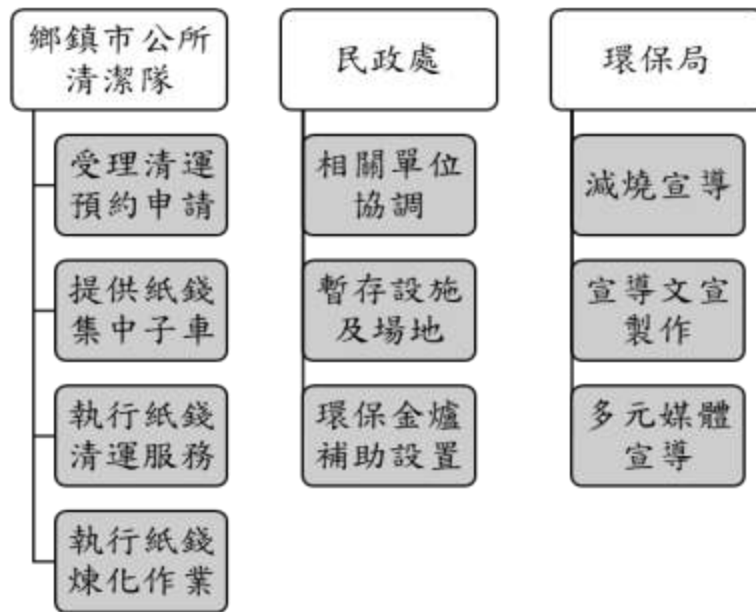 鄉鎮市公所
清潔隊
受理清運
預約申請
提供紙錢
集中子車
執行紙錢
清運服務
執行紙錢
煉化作業
民政處
相關單位
協調
暫存設施
及場地
環保金爐
補助設置
環保局
減燒宣導
宣導文宣
製作
多元媒體
宣導